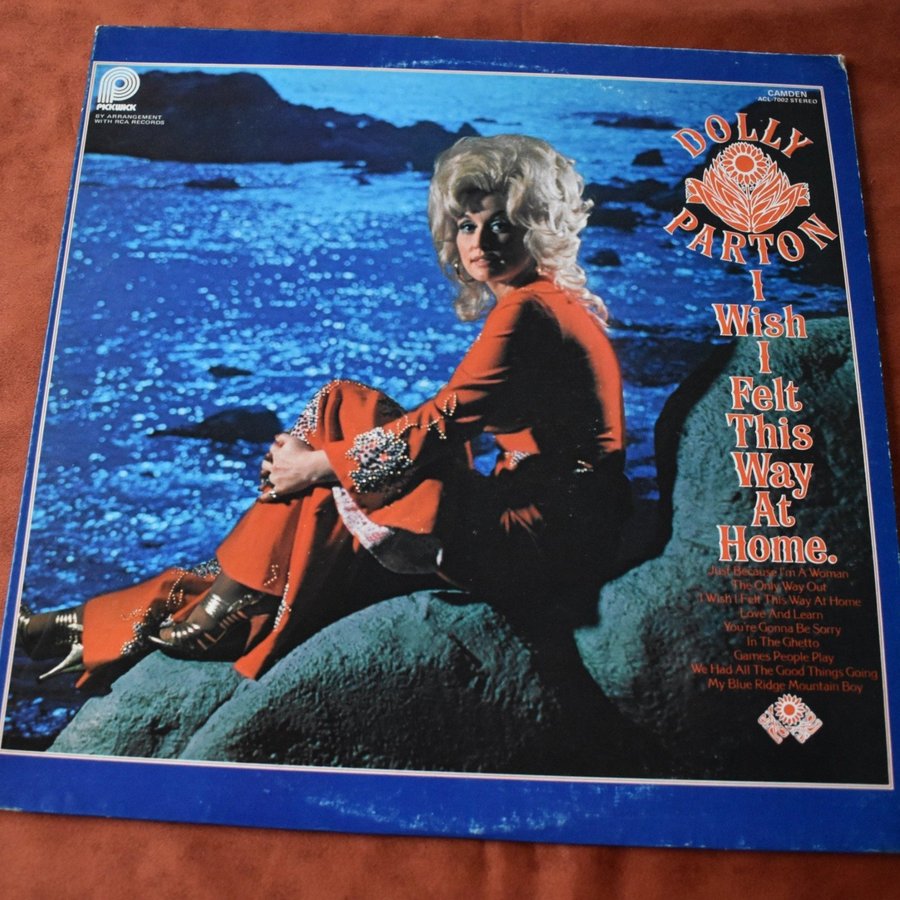 PICKWICK
BY ARRANGEMENT
WITH RCA RECORDS
CAMDEN
ACL-7002 STEREO
DOLLY
PARTON
I
Wish
I
Felt
This
Way
At
Home.
Just Because I'm A Woman
The Only Way Out
I Wish I Felt This Way At Home
Love And Learn
You're Gonna Be Sorry
In The Ghetto
Games People Play
We Had All The Good Things Going
My Blue Ridge Mountain Boy